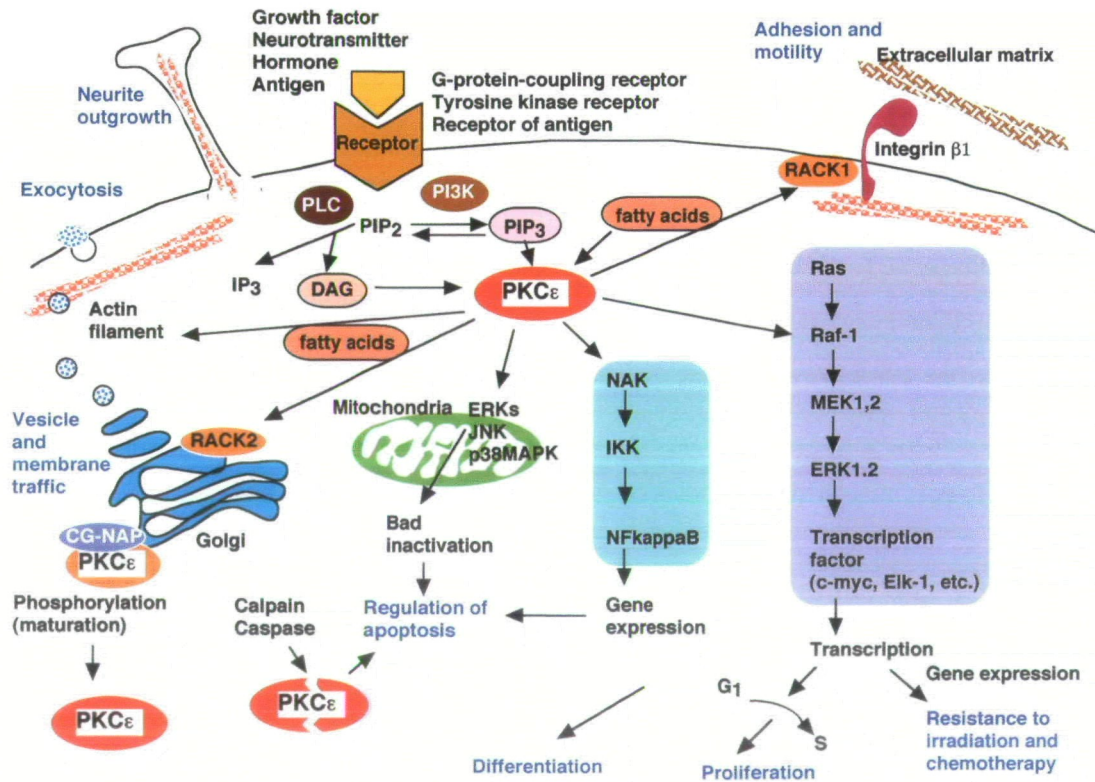 Growth factor
Neurotransmitter
Hormone
Antigen
G-protein-coupling receptor
Tyrosine kinase receptor
Receptor of antigen
Receptor
Adhesion and
motility
Extracellular matrix
Integrin β1
RACK1
Neurite
outgrowth
Exocytosis
PLC
PI3K
PIP2
PIP3
fatty acids
IP3
DAG
PKCε
Actin
filament
fatty acids
Ras
Raf-1
MEK1,2
ERK1.2
Transcription
factor
(c-myc, Elk-1, etc.)
Transcription
Gene expression
Resistance to
irradiation and
chemotherapy
G1
S
Proliferation
NAK
IKK
NFkappaB
Gene
expression
Differentiation
Mitochondria
ERKs
JNK
p38MAPK
Bad
inactivation
Regulation of
apoptosis
Calpain
Caspase
PKCε
Vesicle
and
membrane
traffic
RACK2
Golgi
CG-NAP
PKCε
Phosphorylation
(maturation)
PKCε